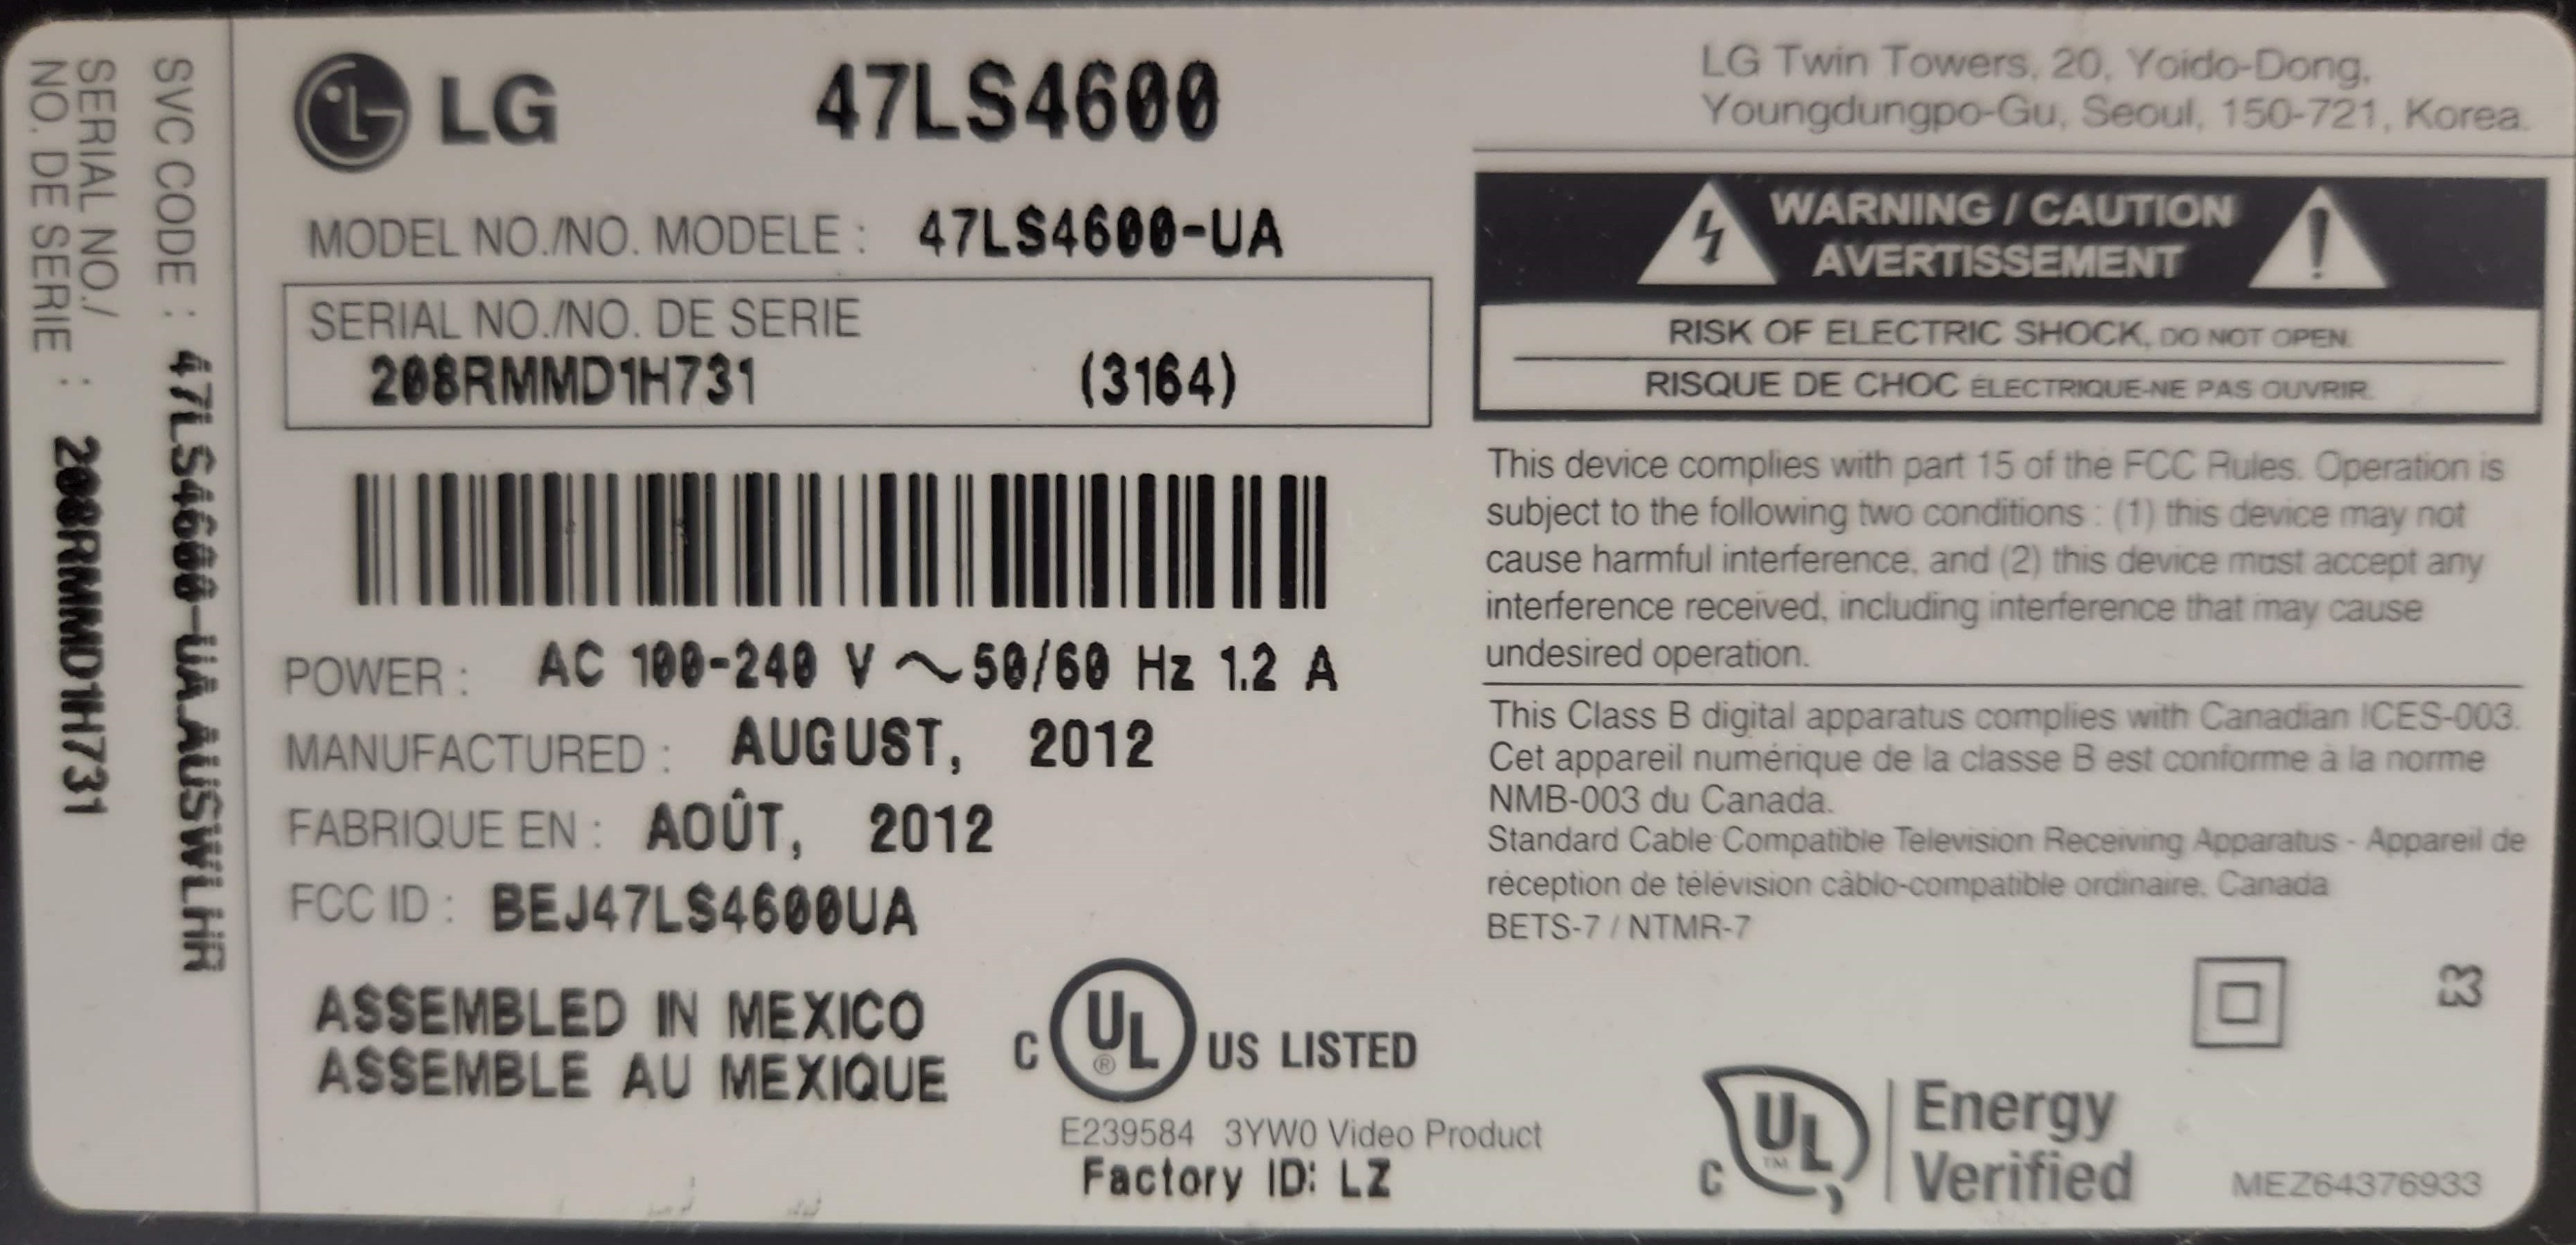 SVC CODE : 47LS4600-UA.AUSWLHR
SERIAL NO./
NO. DE SERIE : 208RMMD1H731
LG
47LS4600
MODEL NO./NO. MODELE : 47LS4600-UA
SERIAL NO./NO. DE SERIE
208RMMD1H731 (3164)
POWER : AC 100-240 V ~ 50/60 Hz 1.2 A
MANUFACTURED : AUGUST, 2012
FABRIQUE EN : AOÛT, 2012
FCC ID : BEJ47LS4600UA
ASSEMBLED IN MEXICO
ASSEMBLE AU MEXIQUE
C UL ® US LISTED
E239584 3YW0 Video Product
Factory ID: LZ
LG Twin Towers, 20, Yoido-Dong,
Youngdungpo-Gu, Seoul, 150-721, Korea.
WARNING / CAUTION
AVERTISSEMENT
RISK OF ELECTRIC SHOCK, DO NOT OPEN.
RISQUE DE CHOC ÉLECTRIQUE-NE PAS OUVRIR.
This device complies with part 15 of the FCC Rules. Operation is
subject to the following two conditions : (1) this device may not
cause harmful interference, and (2) this device must accept any
interference received, including interference that may cause
undesired operation.
This Class B digital apparatus complies with Canadian ICES-003.
Cet appareil numérique de la classe B est conforme à la norme
NMB-003 du Canada.
Standard Cable Compatible Television Receiving Apparatus - Appareil de
réception de télévision câblo-compatible ordinaire, Canada
BETS-7 / NTMR-7
C UL ™ Energy
Verified
MEZ64376933